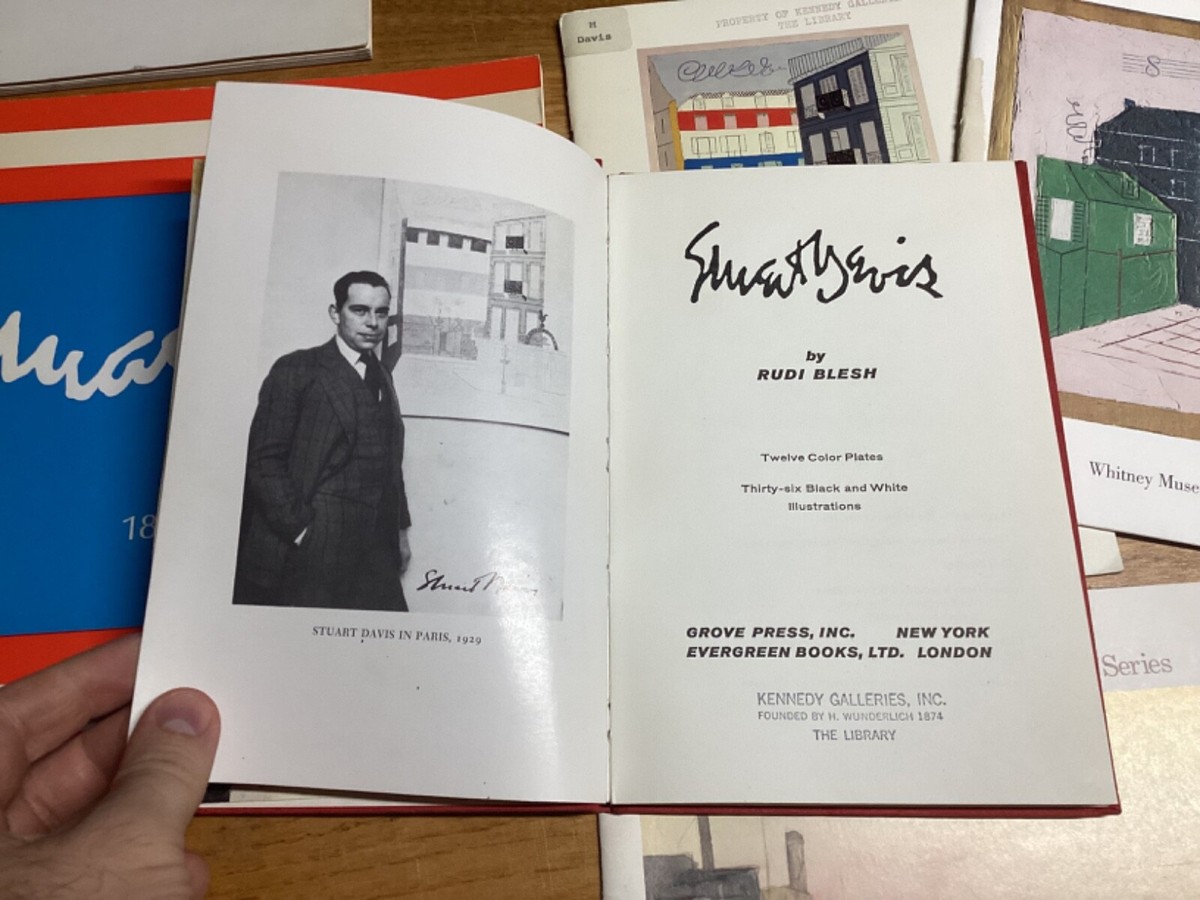 H
Davis
PROPERTY OF KENNEDY GALLERIES
THE LIBRARY
8
18
STUART DAVIS IN PARIS, 1929
Stuart Davis
Stuart Davis
by
RUDI BLESH
Twelve Color Plates
Thirty-six Black and White
Illustrations
GROVE PRESS, INC. NEW YORK
EVERGREEN BOOKS, LTD. LONDON
KENNEDY GALLERIES, INC.
FOUNDED BY H. WUNDERLICH 1874
THE LIBRARY
Whitney Muse
Series